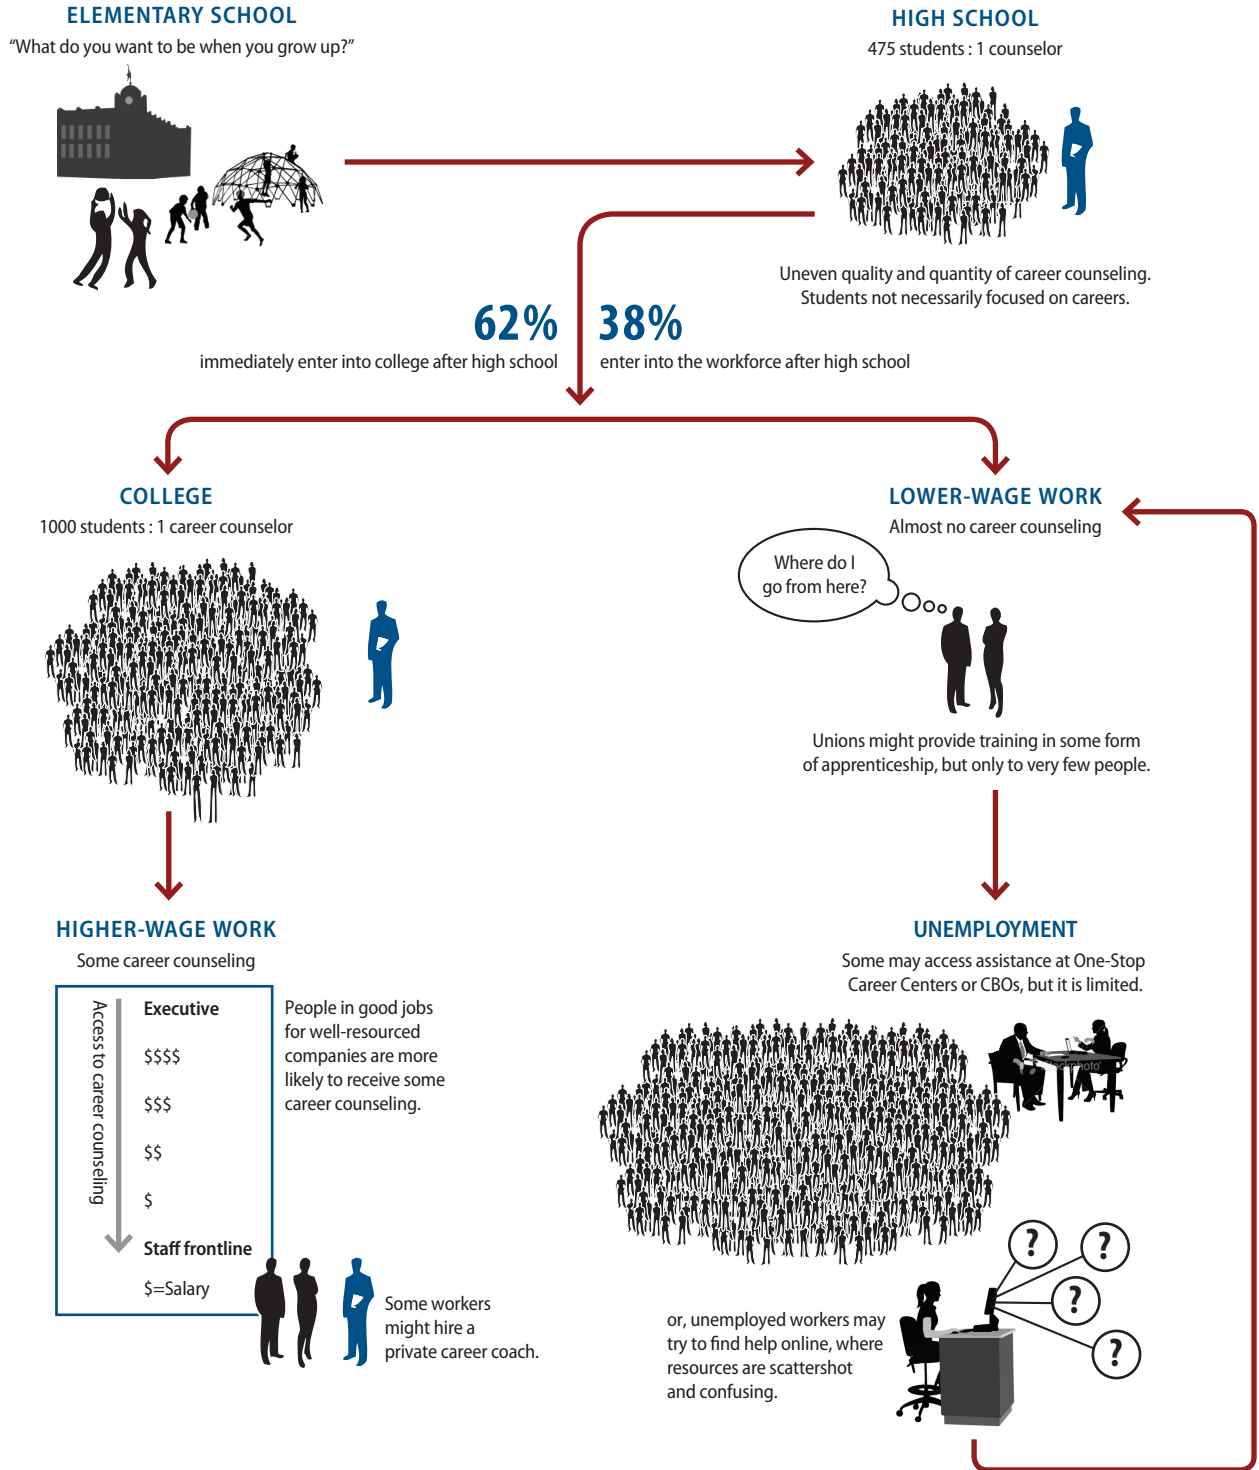 ELEMENTARY SCHOOL
“What do you want to be when you grow up?”
HIGH SCHOOL
475 students : 1 counselor
Uneven quality and quantity of career counseling.
Students not necessarily focused on careers.
62%
immediately enter into college after high school
38%
enter into the workforce after high school
COLLEGE
1000 students : 1 career counselor
LOWER-WAGE WORK
Almost no career counseling
Where do I
go from here?
Unions might provide training in some form
of apprenticeship, but only to very few people.
HIGHER-WAGE WORK
Some career counseling
Access to career counseling
Executive
$$$$
$$$
$$
$
Staff frontline
$=Salary
People in good jobs
for well-resourced
companies are more
likely to receive some
career counseling.
Some workers
might hire a
private career coach.
UNEMPLOYMENT
Some may access assistance at One-Stop
Career Centers or CBOs, but it is limited.
or, unemployed workers may
try to find help online, where
resources are scattershot
and confusing.
?
?
?
?